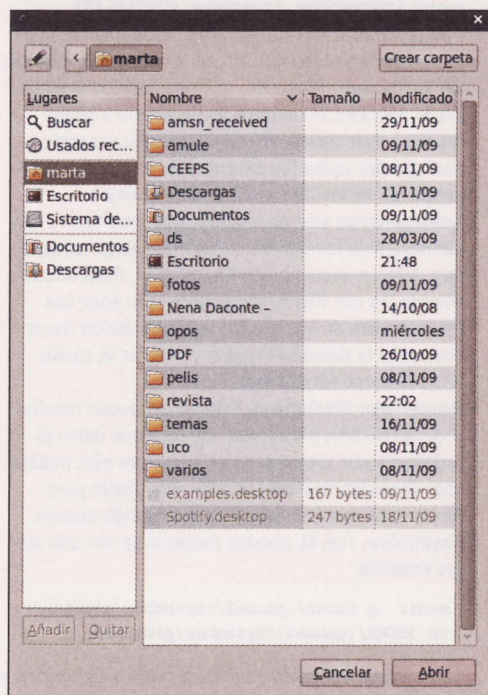 marta Crear carpeta
Lugares
Buscar
Usados rec...
marta
Escritorio
Sistema de...
Documentos
Descargas
Nombre Tamaño Modificado
amsn_received 29/11/09
amule 09/11/09
CEEPS 08/11/09
Descargas 11/11/09
Documentos 09/11/09
ds 28/03/09
Escritorio 21:48
fotos 09/11/09
Nena Daconte – 14/10/08
opos miércoles
PDF 26/10/09
pelis 08/11/09
revista 22:02
temas 16/11/09
uco 08/11/09
varios 08/11/09
examples.desktop 167 bytes 09/11/09
Spotify.desktop 247 bytes 18/11/09
Añadir Quitar
Cancelar Abrir